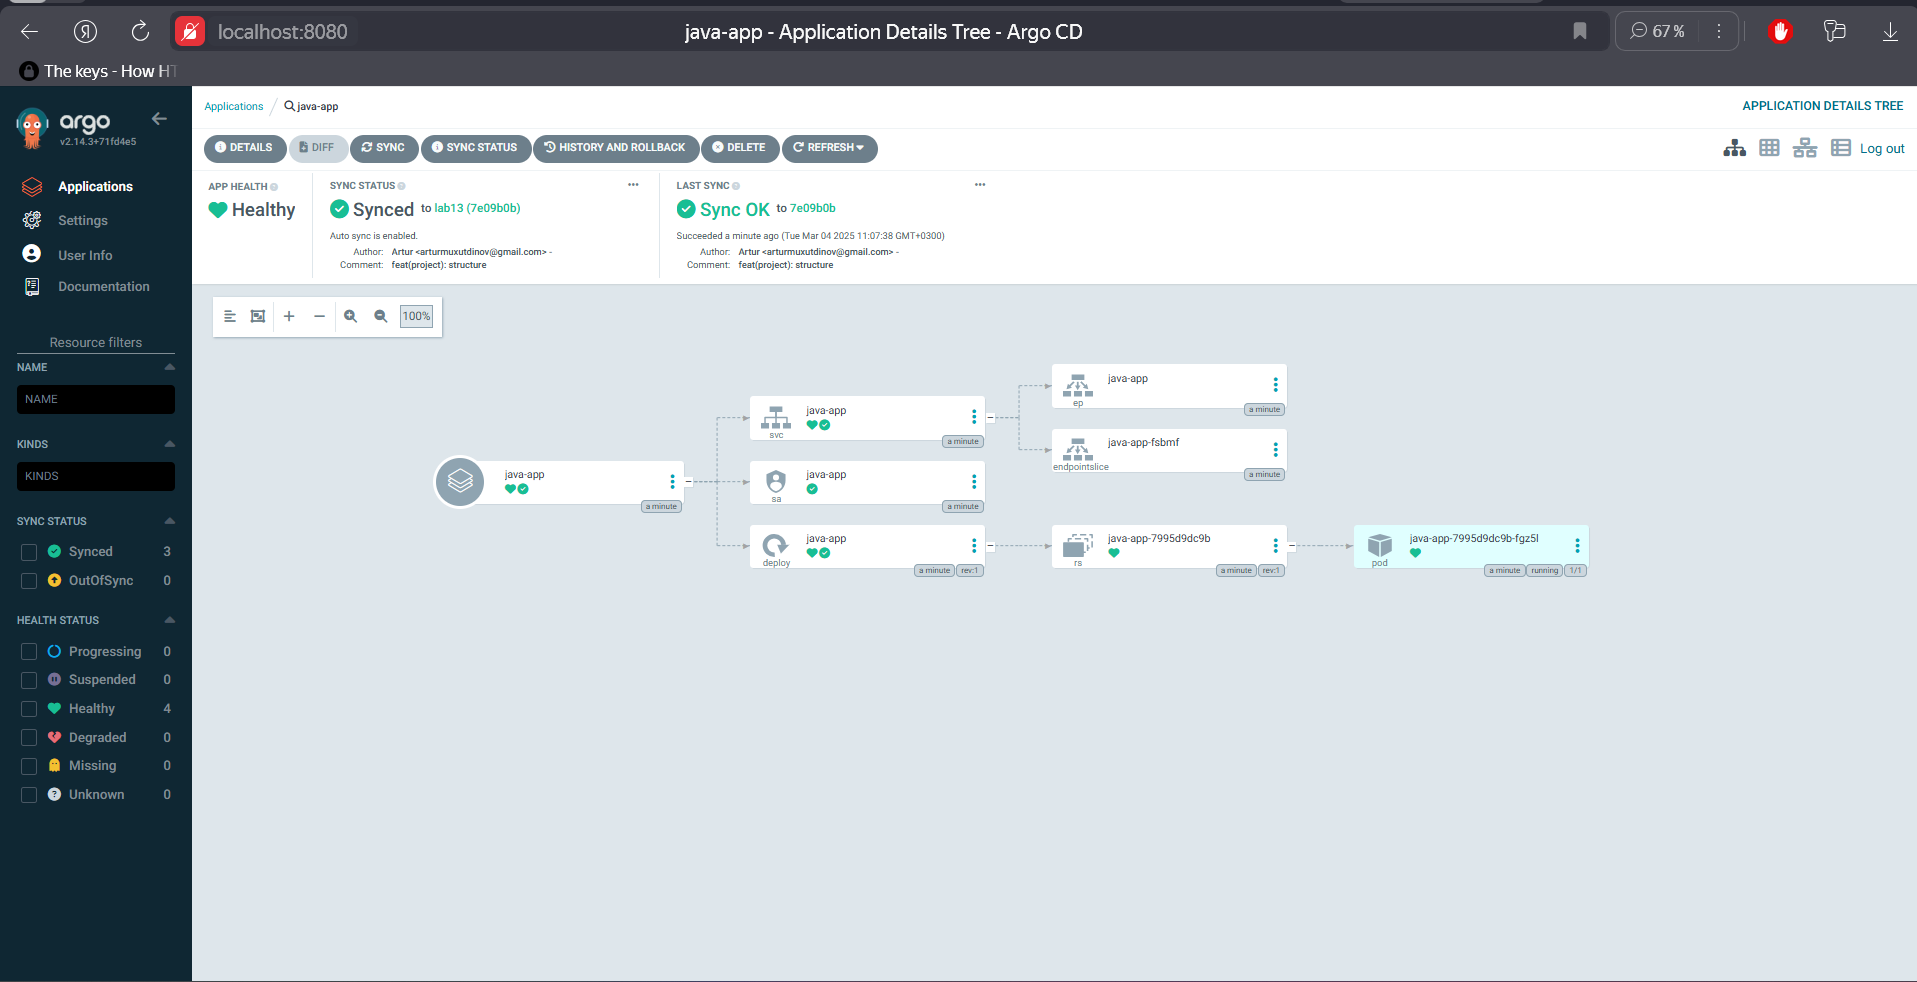 localhost:8080
java-app - Application Details Tree - Argo CD
67 %
The keys - How HT
argo
v2.14.3+71fd4e5
Applications
Settings
User Info
Documentation
Resource filters
NAME
NAME
KINDS
KINDS
SYNC STATUS
Synced 3
OutOfSync 0
HEALTH STATUS
Progressing 0
Suspended 0
Healthy 4
Degraded 0
Missing 0
Unknown 0
Applications / java-app
APPLICATION DETAILS TREE
DETAILS DIFF SYNC SYNC STATUS HISTORY AND ROLLBACK DELETE REFRESH
Log out
APP HEALTH
Healthy
SYNC STATUS
Synced to lab13 (7e09b0b)
Auto sync is enabled.
Author: Artur <arturmuxutdinov@gmail.com> -
Comment: feat(project): structure
LAST SYNC
Sync OK to 7e09b0b
Succeeded a minute ago (Tue Mar 04 2025 11:07:38 GMT+0300)
Author: Artur <arturmuxutdinov@gmail.com> -
Comment: feat(project): structure
100%
java-app
a minute
svc
java-app
a minute
sa
java-app
a minute
deploy
java-app
a minute rev:1
ep
java-app
a minute
endpointslice
java-app-fsbmf
a minute
rs
java-app-7995d9dc9b
a minute rev:1
pod
java-app-7995d9dc9b-fgz5l
a minute running 1/1